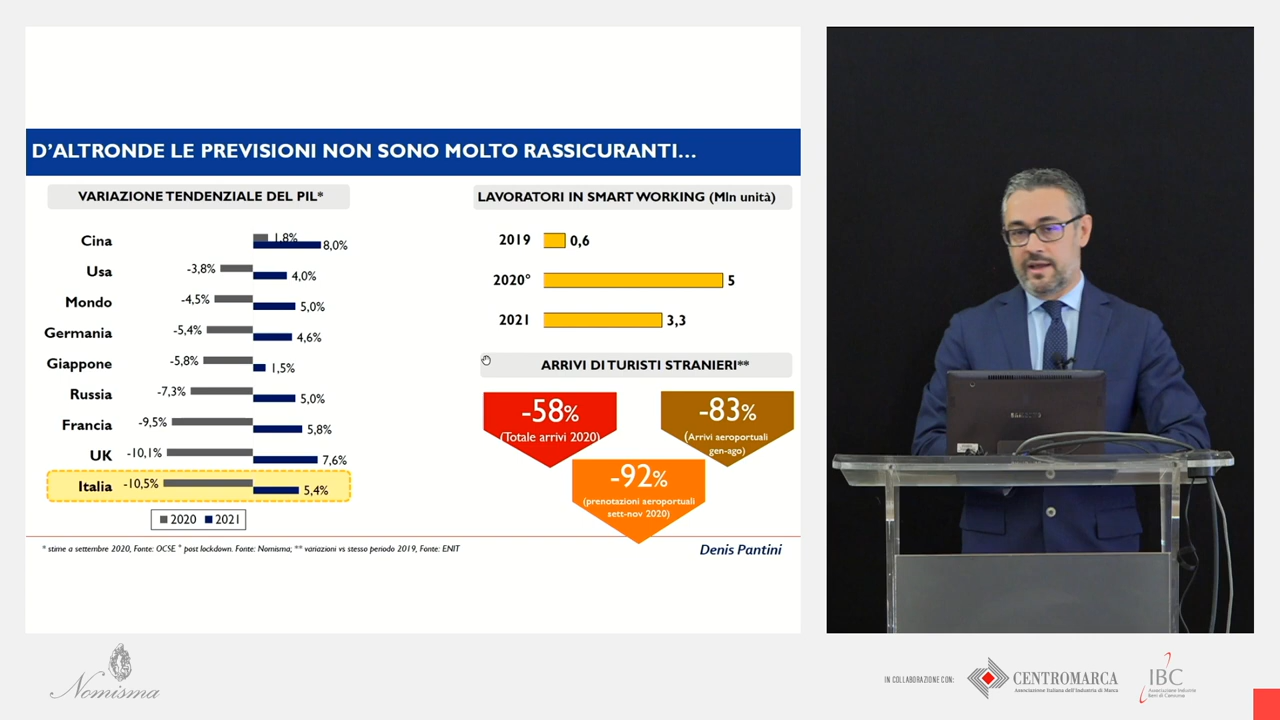 D'ALTRONDE LE PREVISIONI NON SONO MOLTO RASSICURANTI...
VARIAZIONE TENDENZIALE DEL PIL*
Cina 1,8% 8,0%
Usa -3,8% 4,0%
Mondo -4,5% 5,0%
Germania -5,4% 4,6%
Giappone -5,8% 1,5%
Russia -7,3% 5,0%
Francia -9,5% 5,8%
UK -10,1% 7,6%
Italia -10,5% 5,4%
2020 2021
LAVORATORI IN SMART WORKING (Mln unità)
2019 0,6
2020° 5
2021 3,3
ARRIVI DI TURISTI STRANIERI**
-58%
(Totale arrivi 2020)
-83%
(Arrivi aeroportuali
gen-ago)
-92%
(prenotazioni aeroportuali
sett-nov 2020)
* stime a settembre 2020, Fonte: OCSE ° post lockdown. Fonte: Nomisma; ** variazioni vs stesso periodo 2019, Fonte: ENIT
Denis Pantini
SAMSUNG
Nomisma
IN COLLABORAZIONE CON:
CENTROMARCA
Associazione Italiana dell'Industria di Marca
IBC
Associazione Industrie
Beni di Consumo